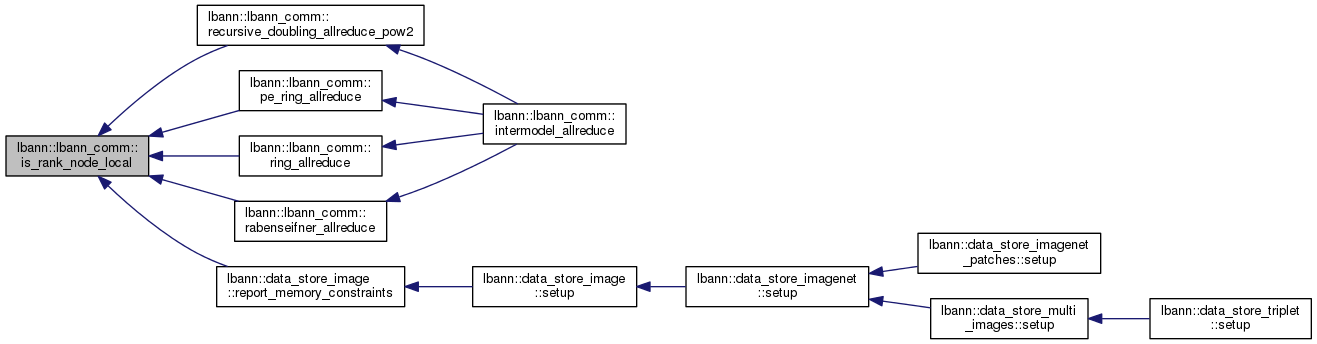 lbann::lbann_comm::
recursive_doubling_allreduce_pow2
lbann::lbann_comm::
pe_ring_allreduce
lbann::lbann_comm::
intermodel_allreduce
lbann::lbann_comm::
is_rank_node_local
lbann::lbann_comm::
ring_allreduce
lbann::lbann_comm::
rabenseifner_allreduce
lbann::data_store_image
::report_memory_constraints
lbann::data_store_image
::setup
lbann::data_store_imagenet
::setup
lbann::data_store_imagenet
_patches::setup
lbann::data_store_multi
_images::setup
lbann::data_store_triplet
::setup